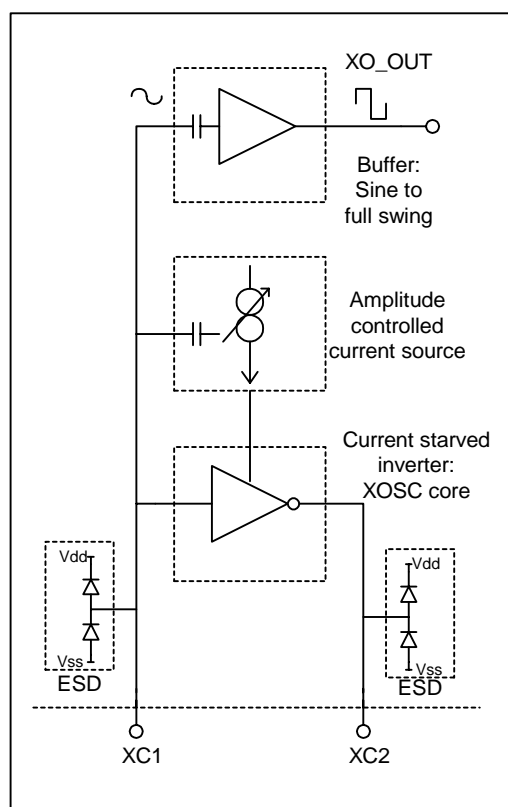 XO_OUT
Buffer:
Sine to
full swing
Amplitude
controlled
current source
Current starved
inverter:
XOSC core
Vdd
Vss
ESD
Vdd
Vss
ESD
XC1
XC2